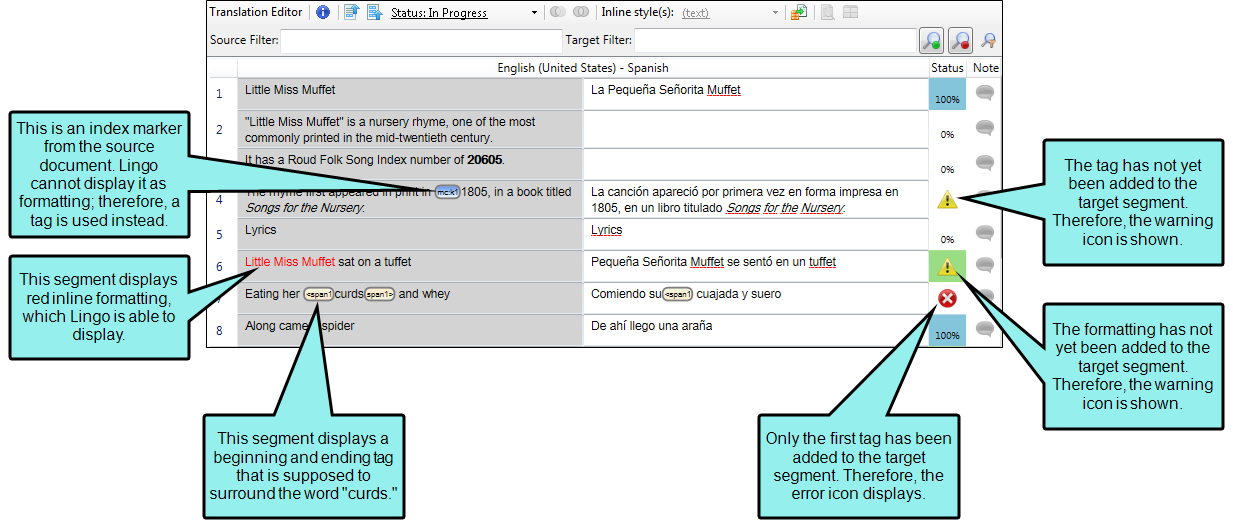 Translation Editor Status: In Progress Inline style(s): (text)
Source Filter: Target Filter:
English (United States) - Spanish Status Note
1 Little Miss Muffet La Pequeña Señorita Muffet 100%
2 "Little Miss Muffet" is a nursery rhyme, one of the most
commonly printed in the mid-twentieth century. 0%
It has a Roud Folk Song Index number of 20605. 0%
4 The rhyme first appeared in print in 1805, in a book titled
Songs for the Nursery.
La canción apareció por primera vez en forma impresa en
1805, en un libro titulado Songs for the Nursery.
5 Lyrics Lyrics 0%
6 Little Miss Muffet sat on a tuffet Pequeña Señorita Muffet se sentó en un tuffet
7 Eating her <span1 curds span1> and whey Comiendo su <span1 cuajada y suero
8 Along came spider De ahí llego una araña 100%
This is an index marker
from the source
document. Lingo
cannot display it as
formatting; therefore, a
tag is used instead.
This segment displays
red inline formatting,
which Lingo is able to
display.
This segment displays a
beginning and ending tag
that is supposed to
surround the word "curds."
Only the first tag has been
added to the target
segment. Therefore, the
error icon displays.
The tag has not yet
been added to the
target segment.
Therefore, the warning
icon is shown.
The formatting has not
yet been added to the
target segment.
Therefore, the warning
icon is shown.